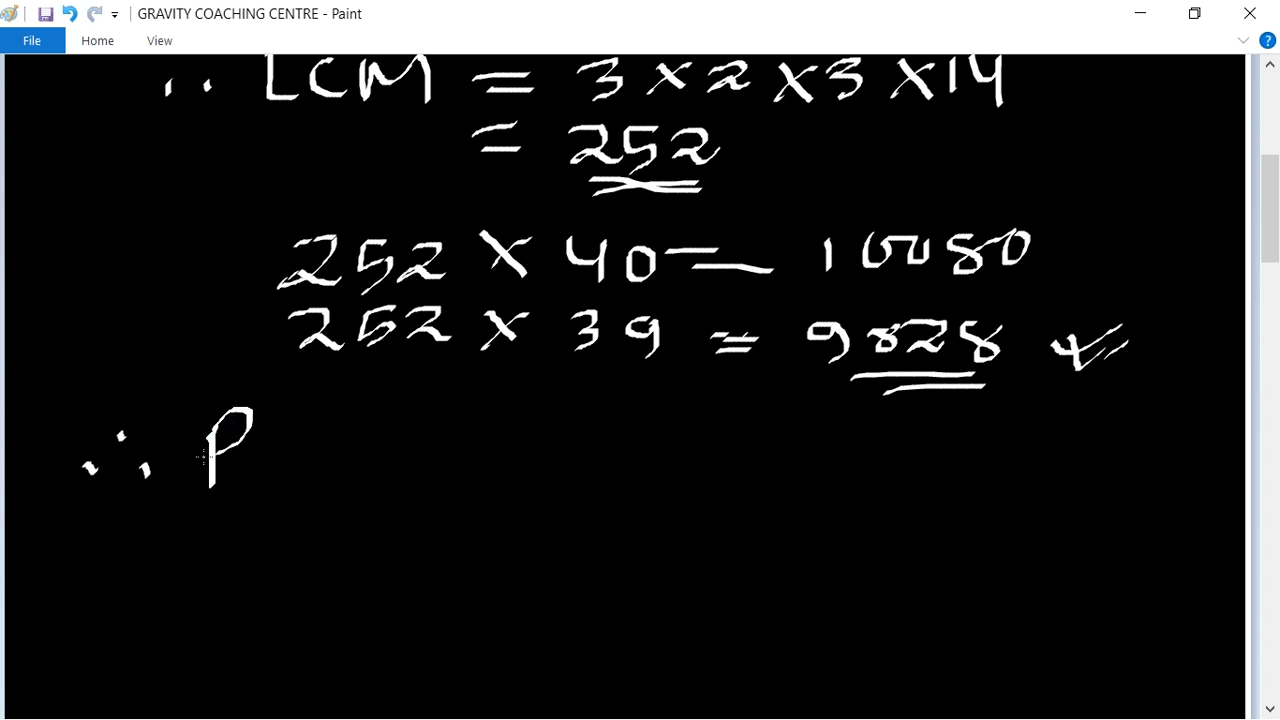 GRAVITY COACHING CENTRE - Paint
File Home View
∴ LCM = 3 × 2 × 3 × 14
= 252
252 × 40 = 10080
252 × 39 = 9828
∴ P